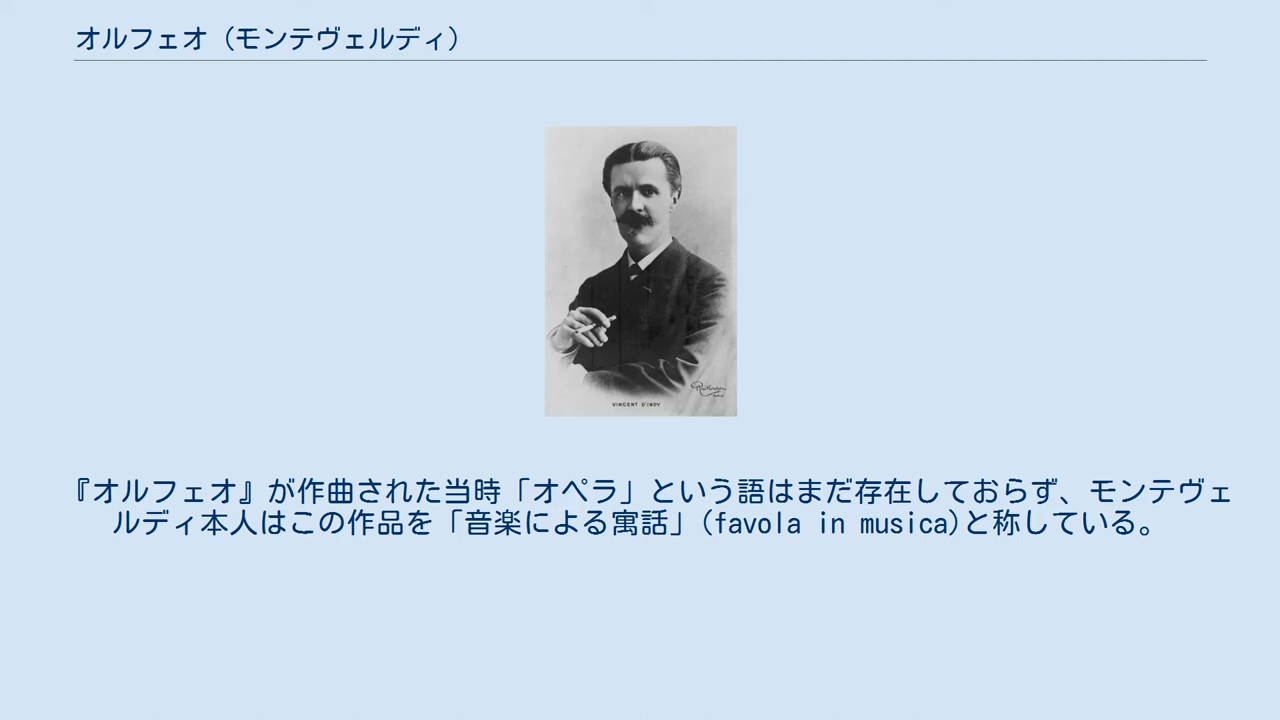 オルフェオ（モンテヴェルディ）
VINCENT D'INDY
『オルフェオ』が作曲された当時「オペラ」という語はまだ存在しておらず、モンテヴェ
ルディ本人はこの作品を「音楽による寓話」(favola in musica)と称している。